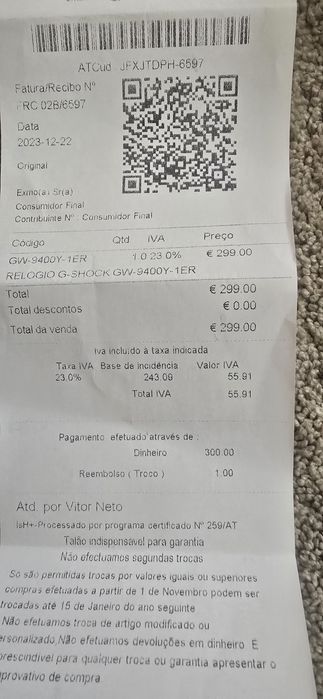 ATCud: JFXJTDPH-6597
Fatura/Recibo Nº
FRC 02B/6597
Data
2023-12-22
Original
Exmo(a) Sr(a)
Consumidor Final
Contribuinte Nº : Consumidor Final
Código Qtd IVA Preço
GW-9400Y-1ER 1.0 23.0% € 299.00
RELOGIO G-SHOCK GW-9400Y-1ER
Total € 299.00
Total descontos € 0.00
Total da venda € 299.00
Iva incluido à taxa indicada
Taxa IVA Base de incidência Valor IVA
23.0% 243.09 55.91
Total IVA 55.91
Pagamento efetuado através de :
Dinheiro 300.00
Reembolso ( Troco ) 1.00
Atd. por Vitor Neto
IsH+-Processado por programa certificado Nº 259/AT
Talão indispensavel para garantia
Não efectuamos segundas trocas
So são permitidas trocas por valores iguais ou superiores
compras efetuadas a partir de 1 de Novembro podem ser
trocadas até 15 de Janeiro do ano seguinte
Não efetuamos troca de artigo modificado ou
ersonalizado.Não efetuamos devoluções em dinheiro. E
prescindivel para qualquer troca ou garantia apresentar o
provativo de compra